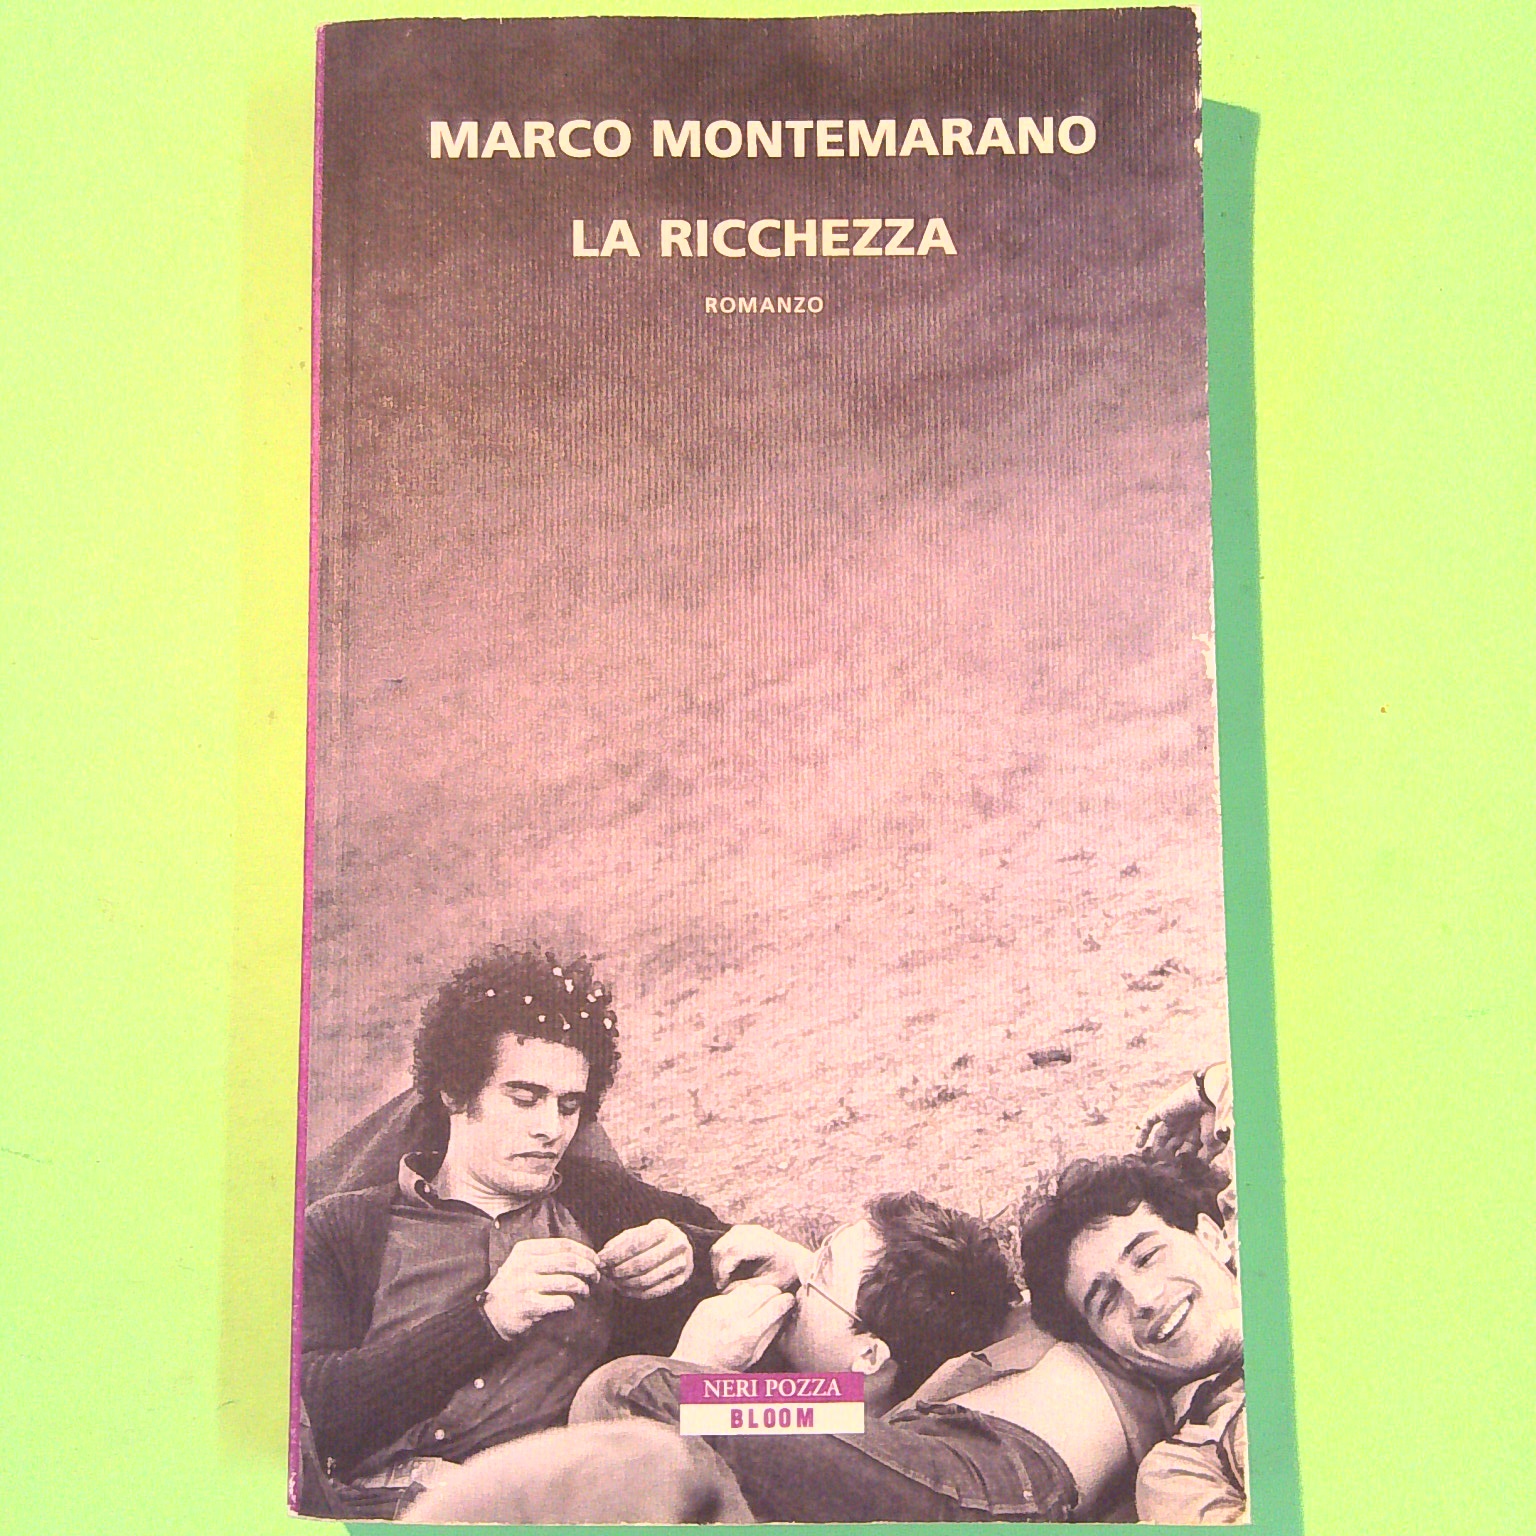 MARCO MONTEMARANO
LA RICCHEZZA
ROMANZO
NERI POZZA
BLOOM